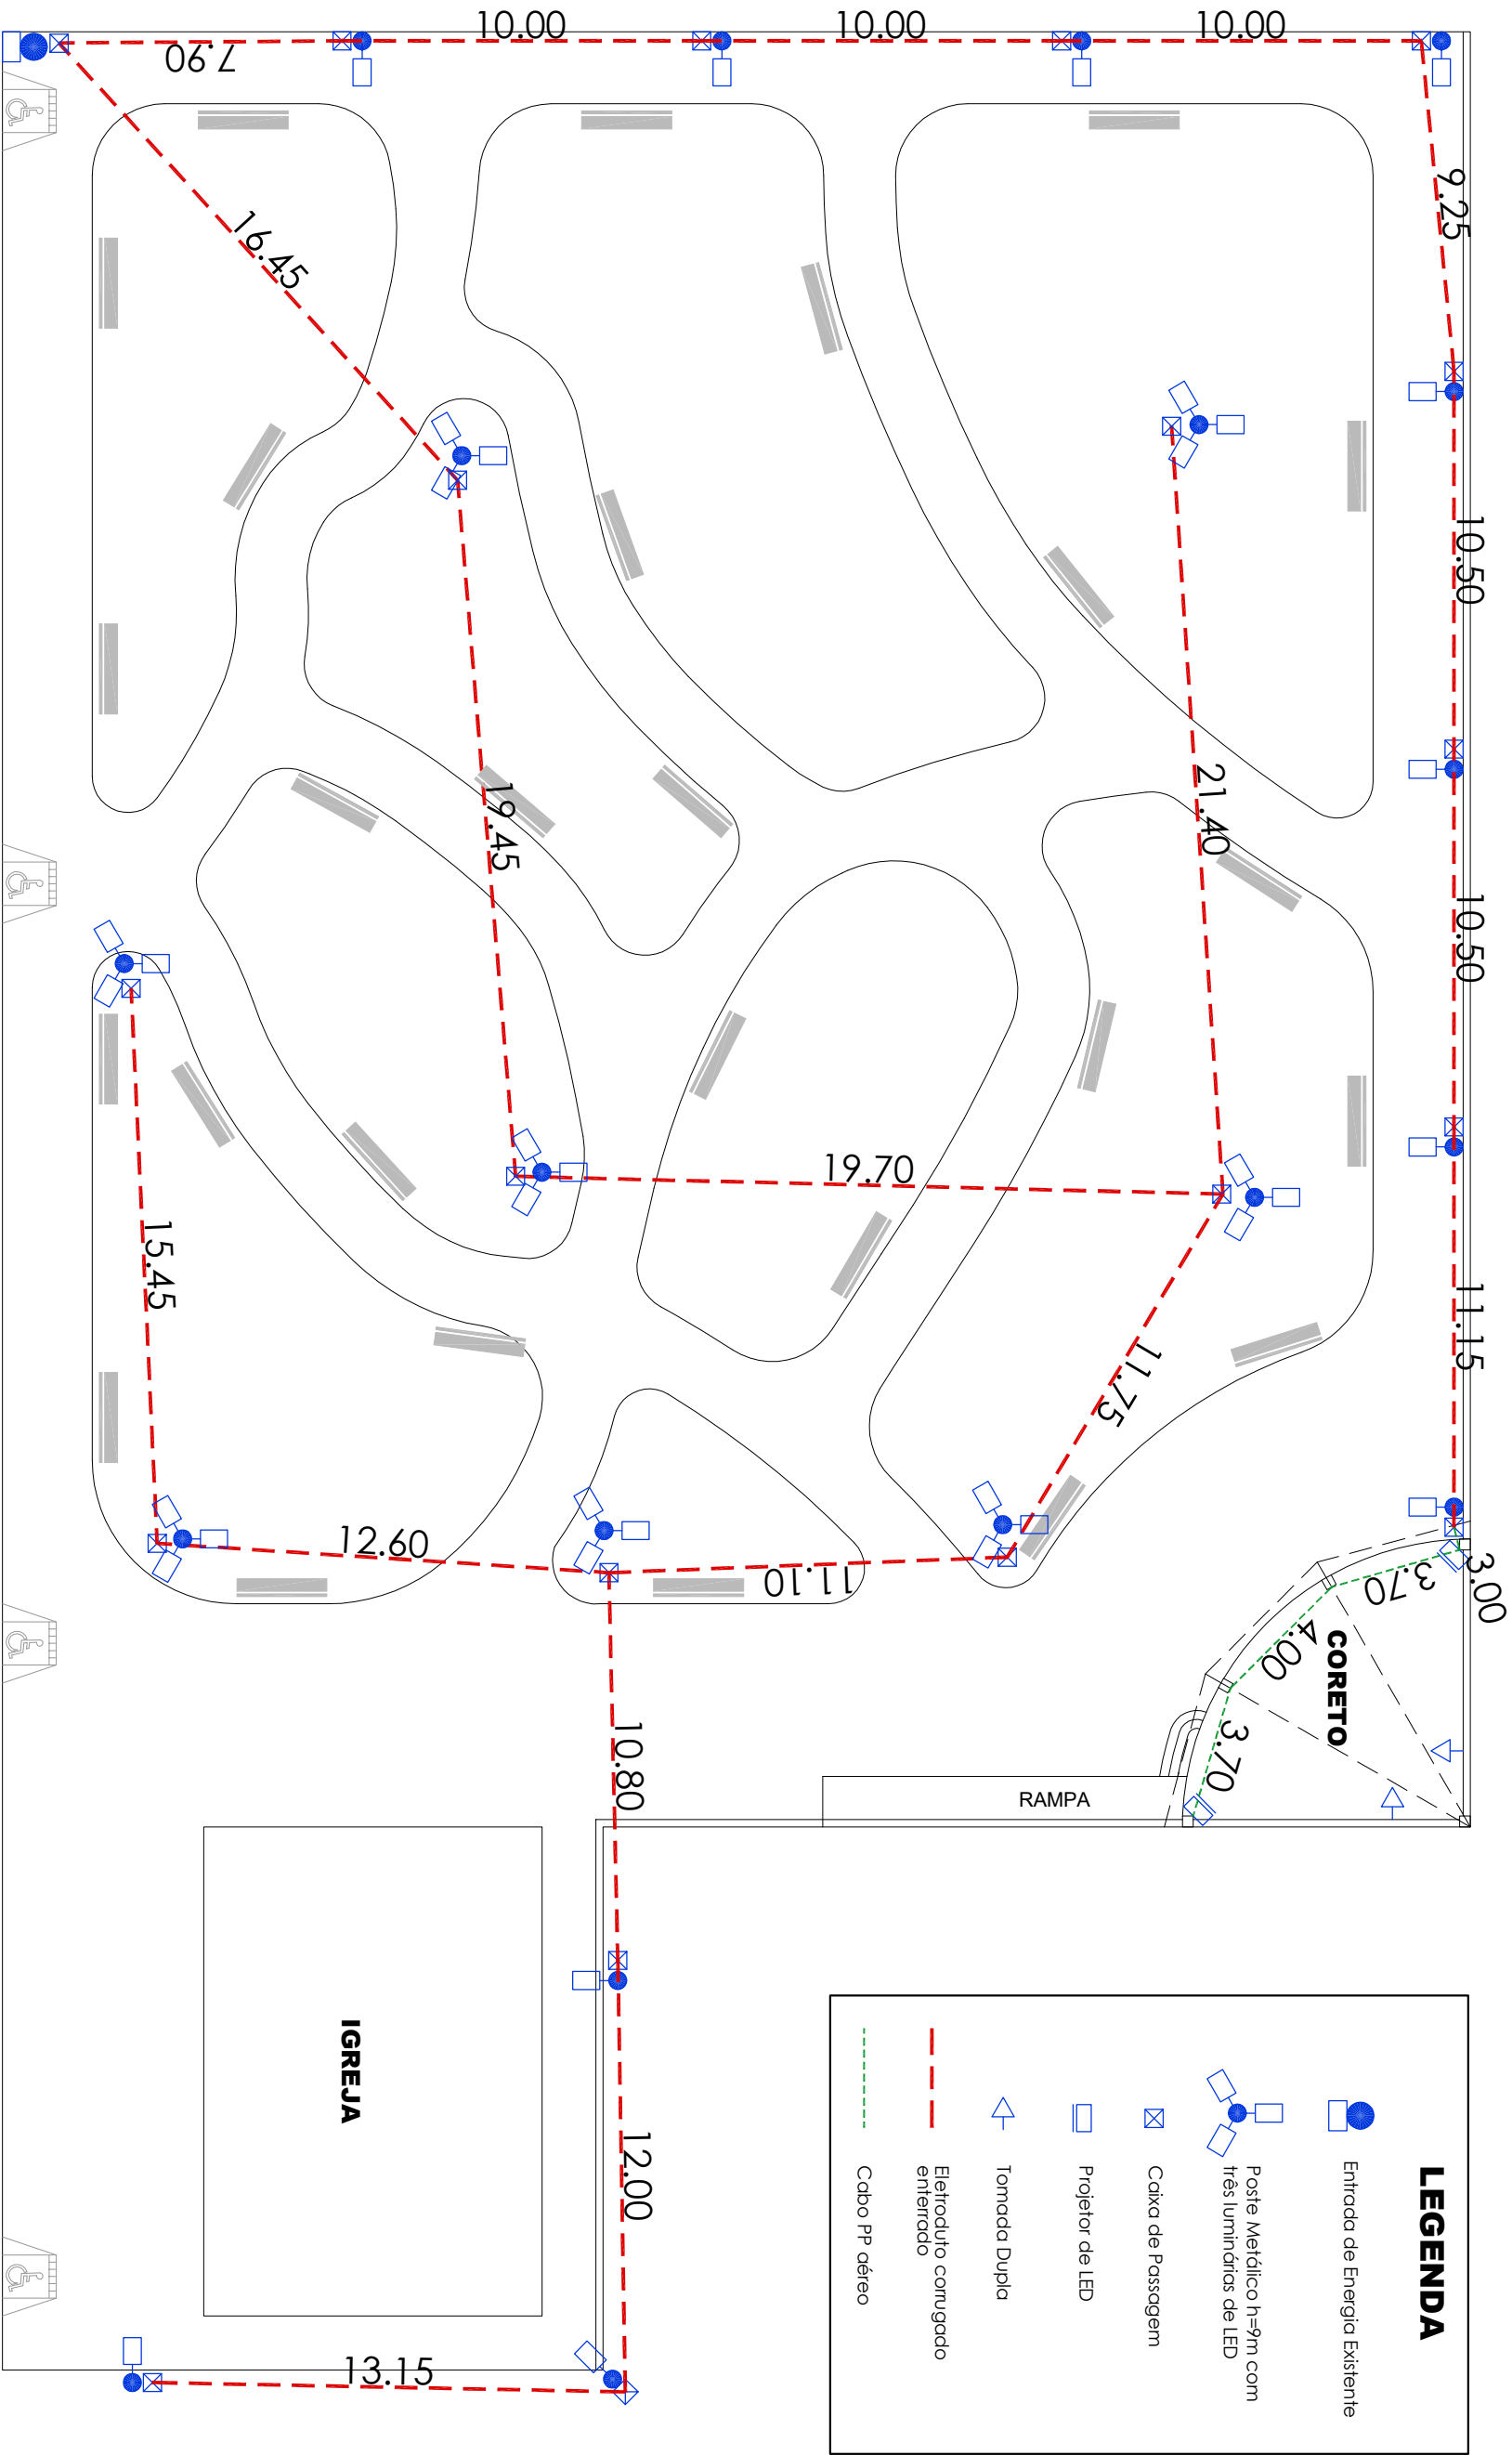 10.00
10.00
10.00
7.90
9.25
16.45
10.50
21.40
19.45
10.50
19.70
15.45
11.15
11.75
12.60
11.10
3.00
3.70
4.00
CORETO
3.70
10.80
RAMPA
IGREJA
12.00
13.15
LEGENDA
Entrada de Energia Existente
Poste Metálico h=9m com
três luminárias de LED
Caixa de Passagem
Projetor de LED
Tomada Dupla
Eletroduto corrugado
enterrado
Cabo PP aéreo